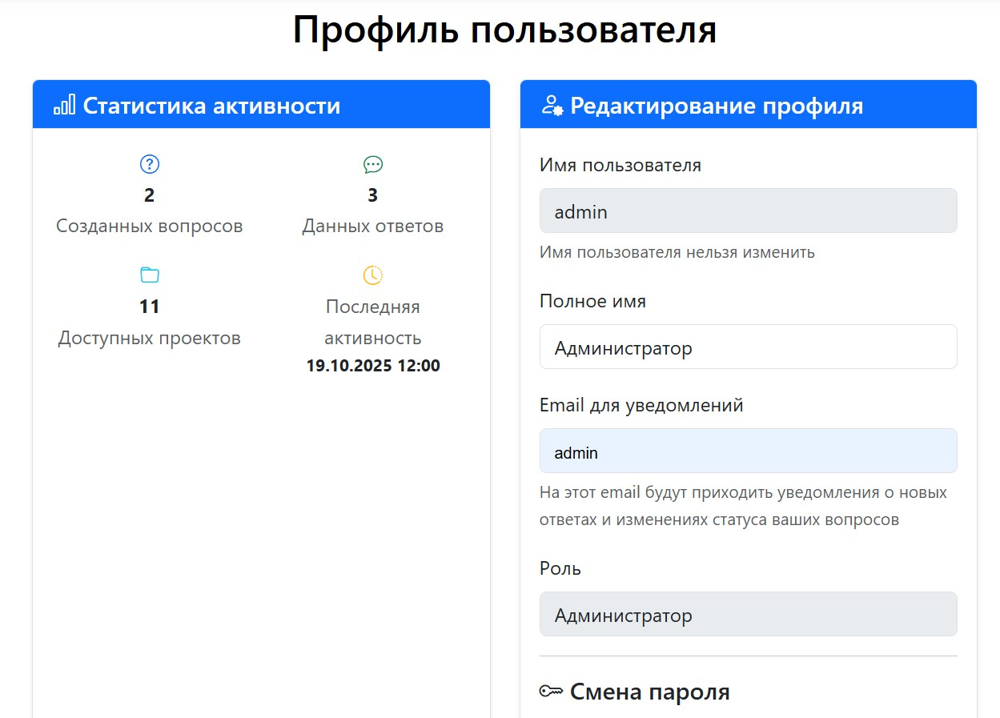 Профиль пользователя
Статистика активности
2
Созданных вопросов
3
Данных ответов
11
Доступных проектов
Последняя
активность
19.10.2025 12:00
Редактирование профиля
Имя пользователя
admin
Имя пользователя нельзя изменить
Полное имя
Администратор
Email для уведомлений
admin
На этот email будут приходить уведомления о новых
ответах и изменениях статуса ваших вопросов
Роль
Администратор
Смена пароля